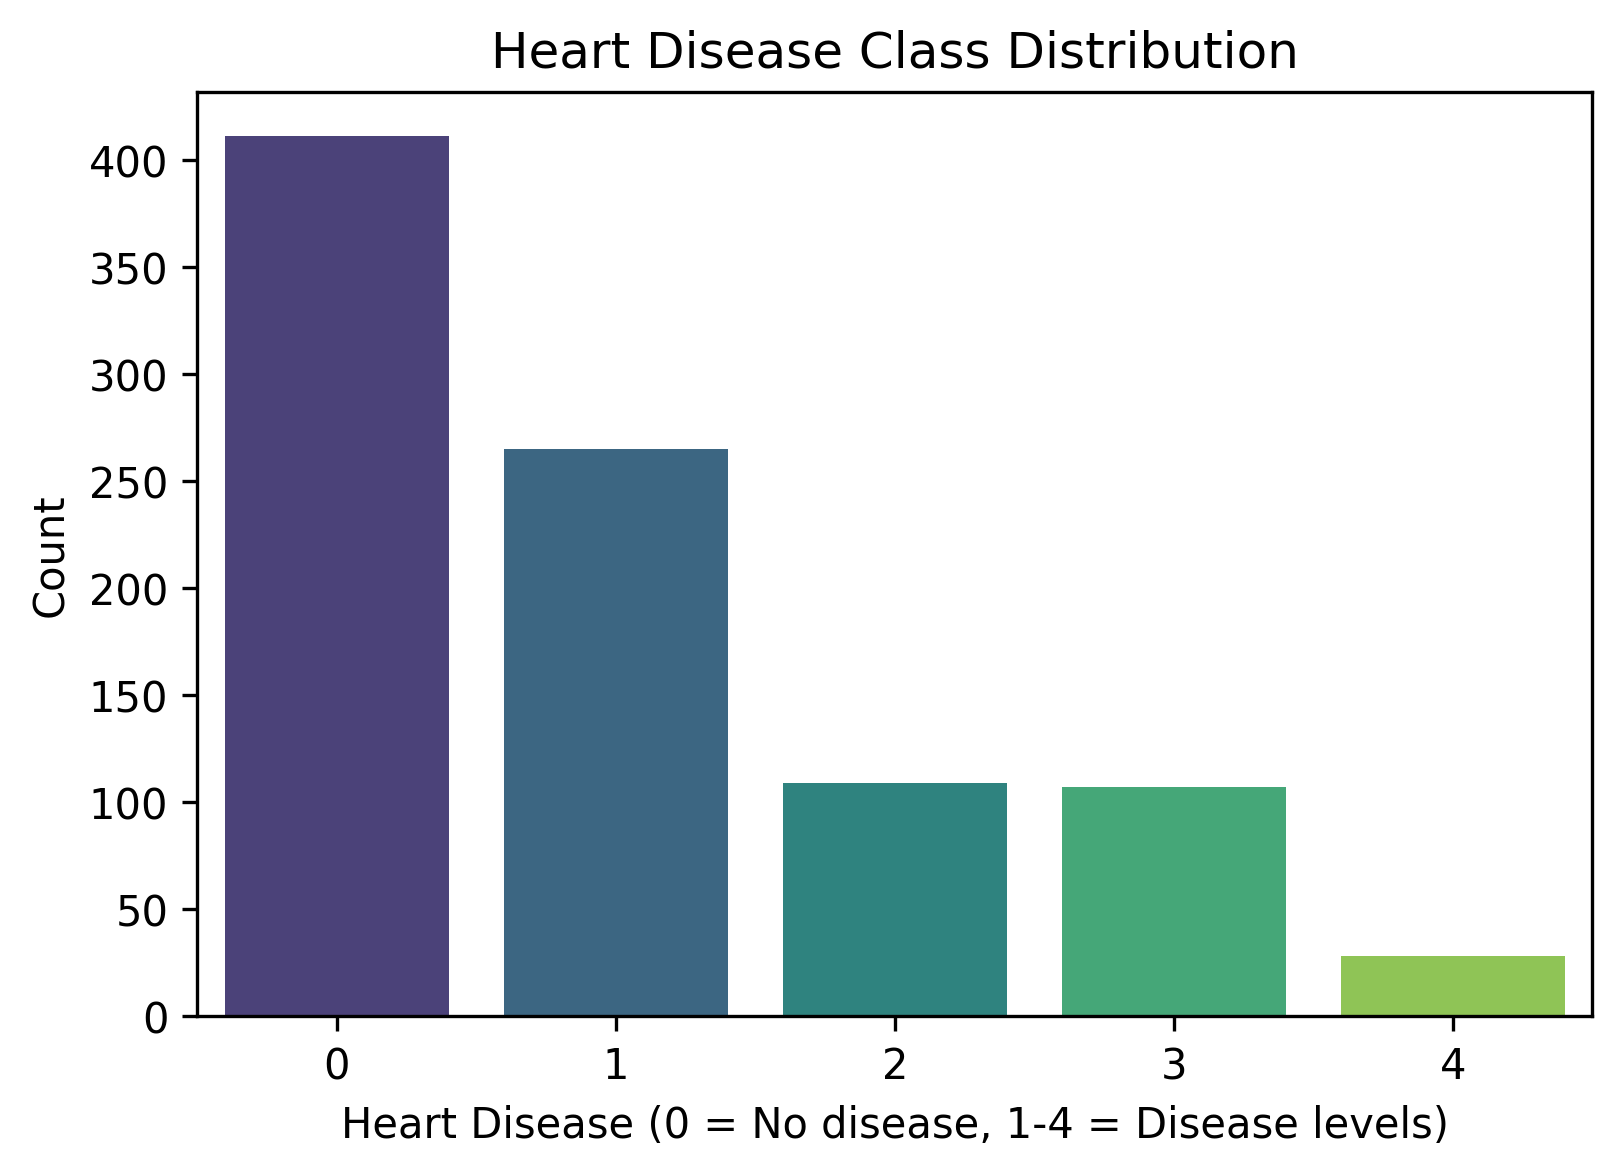 Heart Disease Class Distribution
400
350
300
250
200
150
100
50
0
Count
0 1 2 3 4
Heart Disease (0 = No disease, 1-4 = Disease levels)